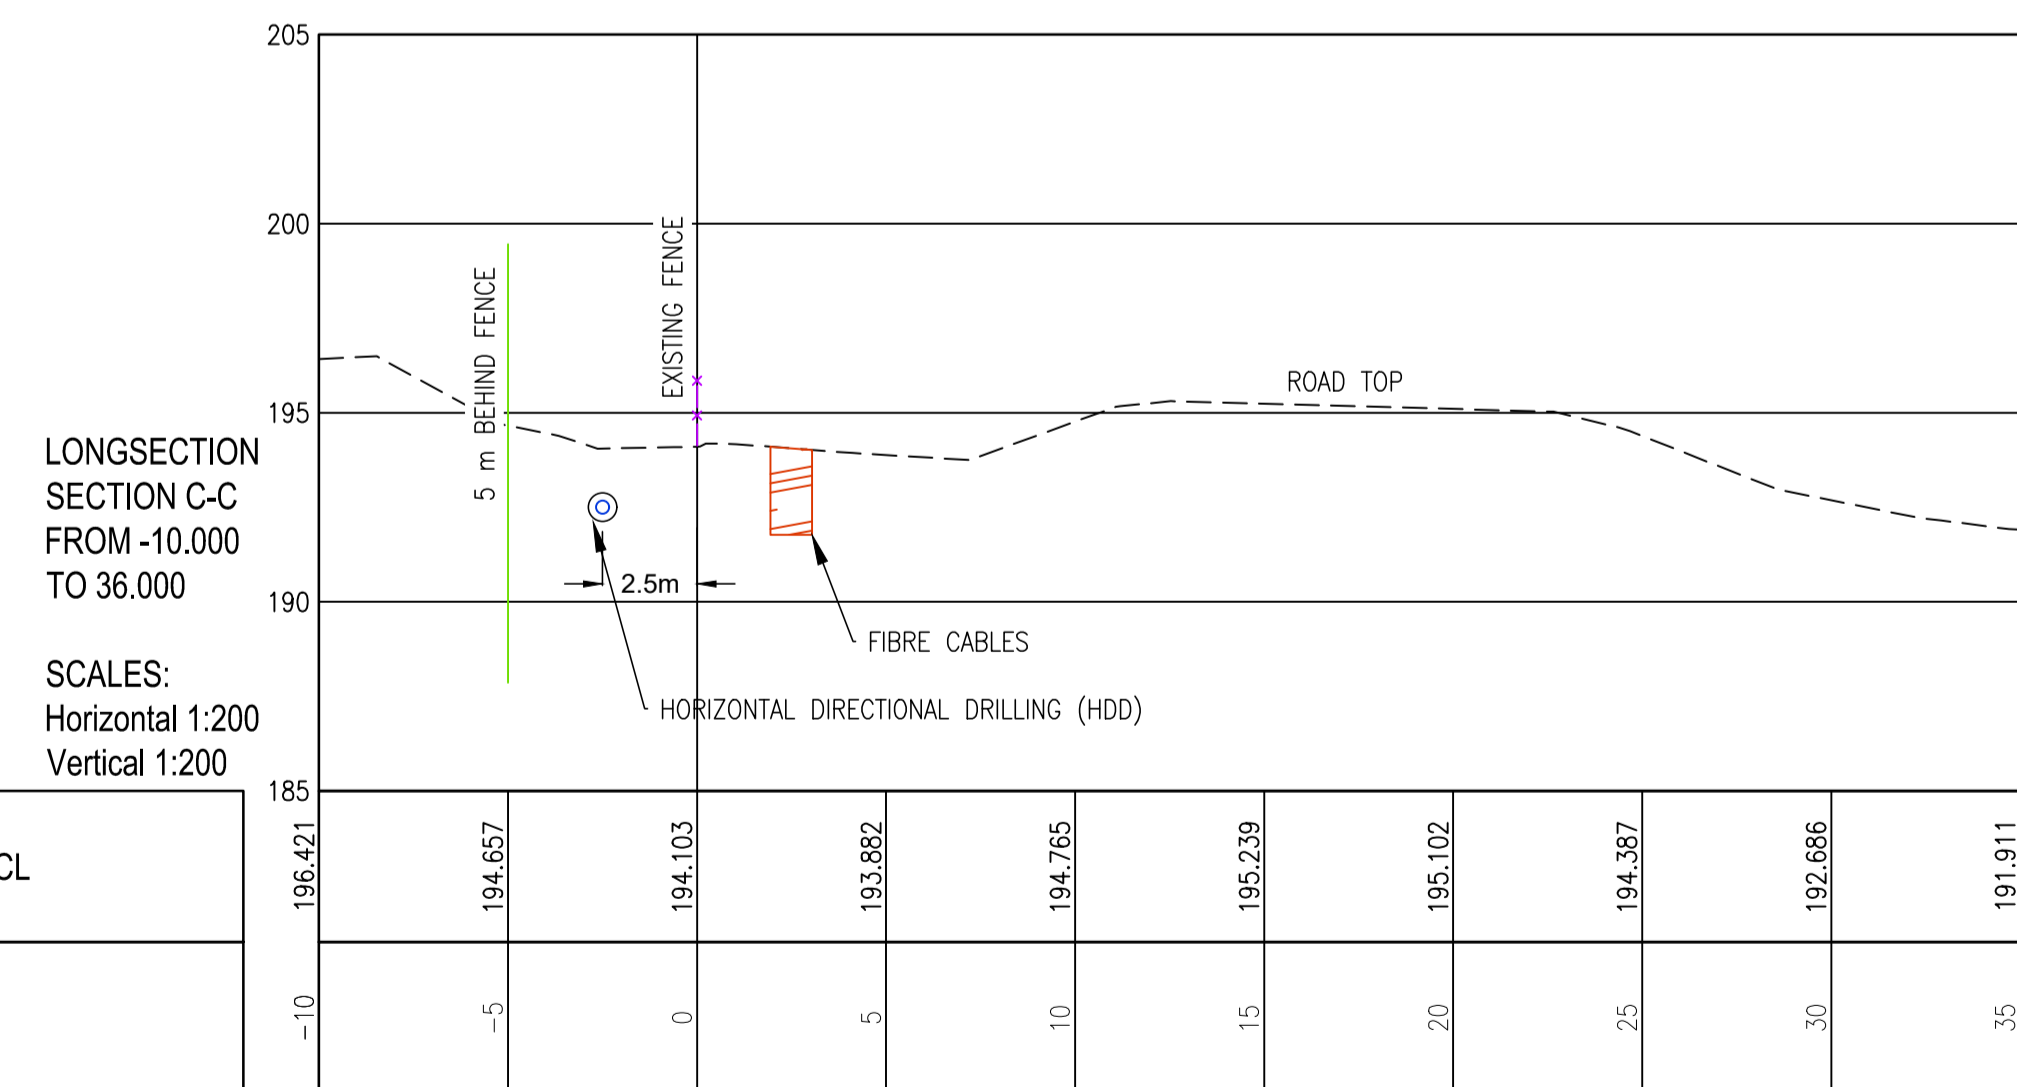 205
200
195
190
185
5 m BEHIND FENCE
EXISTING FENCE
ROAD TOP
2.5m
FIBRE CABLES
HORIZONTAL DIRECTIONAL DRILLING (HDD)
LONGSECTION
SECTION C-C
FROM -10.000
TO 36.000
SCALES:
Horizontal 1:200
Vertical 1:200
CL
196.421
194.657
194.103
193.882
194.765
195.239
195.102
194.387
192.686
191.911
-10
-5
0
5
10
15
20
25
30
35